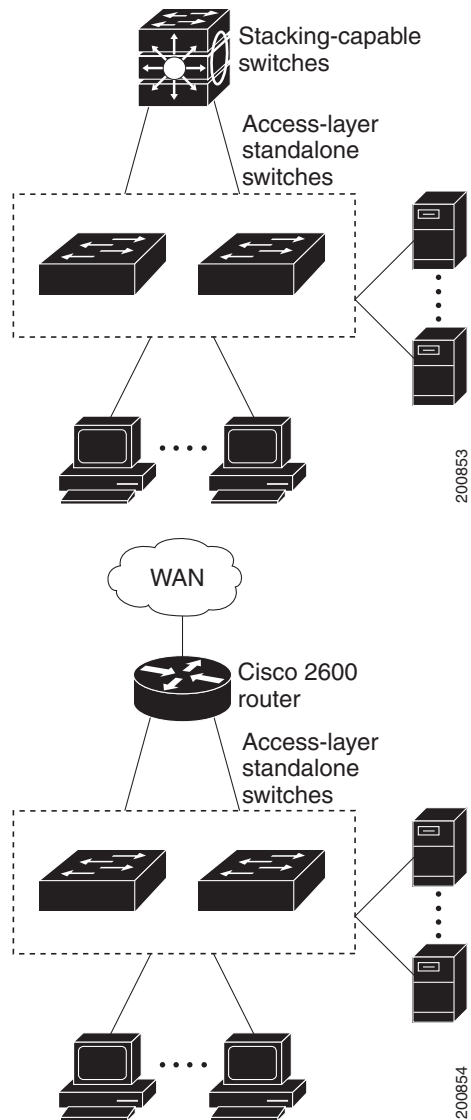 Stacking-capable
switches
Access-layer
standalone
switches
200853
WAN
Cisco 2600
router
Access-layer
standalone
switches
200854